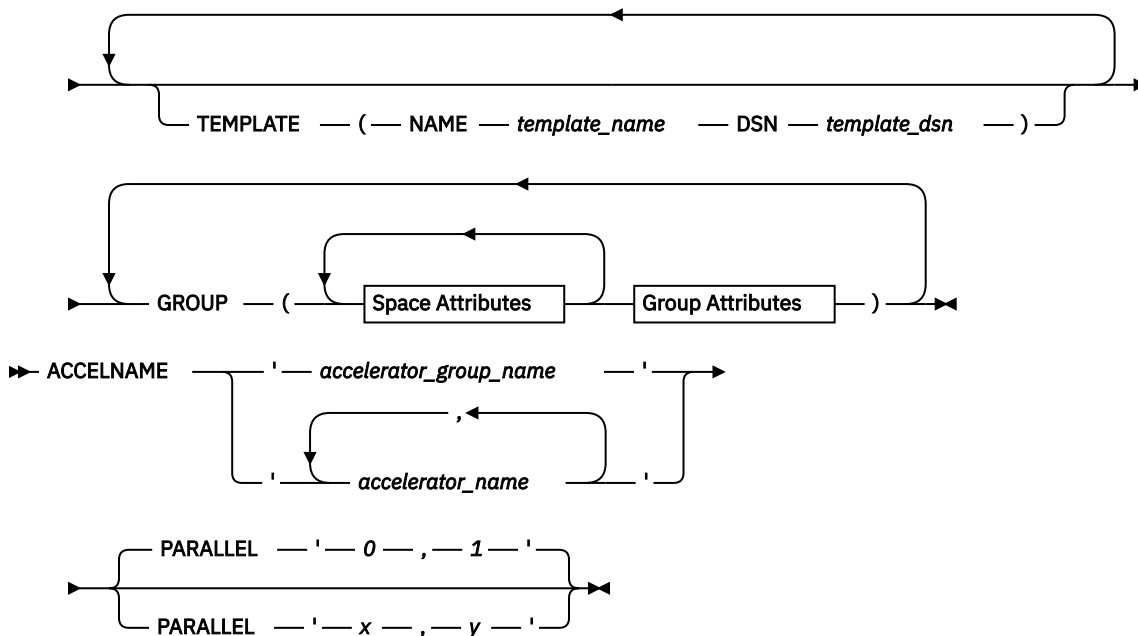 TEMPLATE ( NAME template_name DSN template_dsn )
GROUP ( Space Attributes Group Attributes )
ACCELNAME ' accelerator_group_name '
,
' accelerator_name '
PARALLEL ' 0 , 1 '
PARALLEL ' x , y '